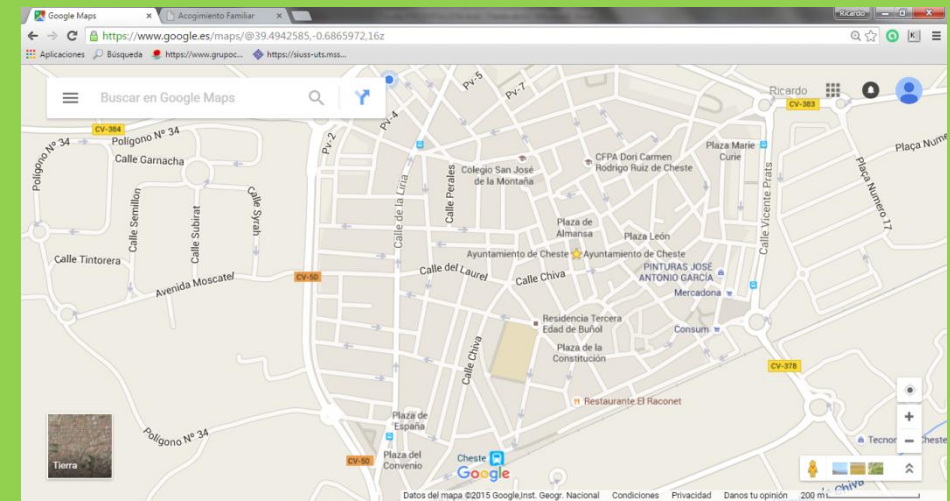 Google Maps
Acogimiento Familiar
Ricardo
https://www.google.es/maps/@39.4942585,-0.6865972,16z
Aplicaciones
Búsqueda
https://www.grupoc...
https://siuss-uts.mss...
Buscar en Google Maps
Ricardo
Pv-5
Pv-7
Pv-4
Pv-2
CV-383
CV-384
Polígono Nº 34
Polígono Nº 34
Calle Garnacha
Calle Semillón
Calle Subirat
Calle Syrah
Calle Tintorera
Avenida Moscatel
CV-50
Calle de la Liria
Calle Perales
Colegio San José
de la Montaña
CFPA Dori Carmen
Rodrigo Ruiz de Cheste
Plaza Marie
Curie
Plaça Nume
Plaça Numero 17
Calle Vicente Prats
Plaza de
Almansa
Plaza León
Ayuntamiento de Cheste
Ayuntamiento de Cheste
Calle del Laurel
Calle Chiva
PINTURAS JOSÉ
ANTONIO GARCÍA
Mercadona
Residencia Tercera
Edad de Buñol
Consum
Plaza de la
Constitución
Calle Chiva
CV-378
Restaurante El Raconet
Plaza de
España
Polígono Nº 34
Tierra
CV-50
Plaza del
Convenio
Cheste
Google
Tecnor
Cheste
Chiva
Datos del mapa ©2015 Google,Inst. Geogr. Nacional
Condiciones
Privacidad
Danos tu opinión
200 m